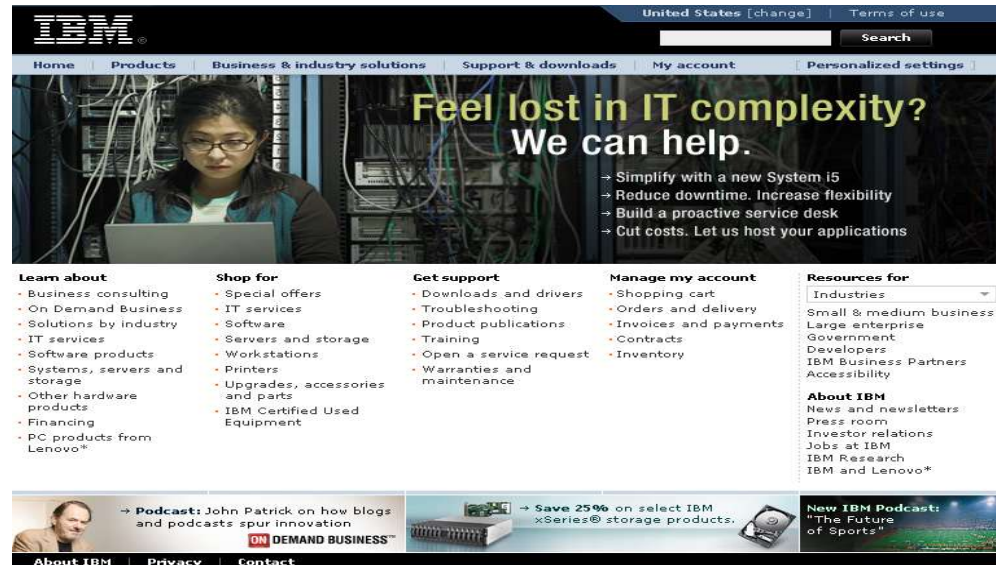 United States [change] | Terms of use
IBM®
Search
Home | Products | Business & industry solutions | Support & downloads | My account [ Personalized settings ]
Feel lost in IT complexity?
We can help.
→ Simplify with a new System i5
→ Reduce downtime. Increase flexibility
→ Build a proactive service desk
→ Cut costs. Let us host your applications
Learn about
Business consulting
On Demand Business
Solutions by industry
IT services
Software products
Systems, servers and
storage
Other hardware
products
Financing
PC products from
Lenovo*
Shop for
Special offers
IT services
Software
Servers and storage
Workstations
Printers
Upgrades, accessories
and parts
IBM Certified Used
Equipment
Get support
Downloads and drivers
Troubleshooting
Product publications
Training
Open a service request
Warranties and
maintenance
Manage my account
Shopping cart
Orders and delivery
Invoices and payments
Contracts
Inventory
Resources for
Industries
Small & medium business
Large enterprise
Government
Developers
IBM Business Partners
Accessibility
About IBM
News and newsletters
Press room
Investor relations
Jobs at IBM
IBM Research
IBM and Lenovo*
→ Podcast: John Patrick on how blogs
and podcasts spur innovation
ON DEMAND BUSINESS™
→ Save 25% on select IBM
xSeries® storage products.
New IBM Podcast:
"The Future
of Sports"
About IBM | Privacy | Contact